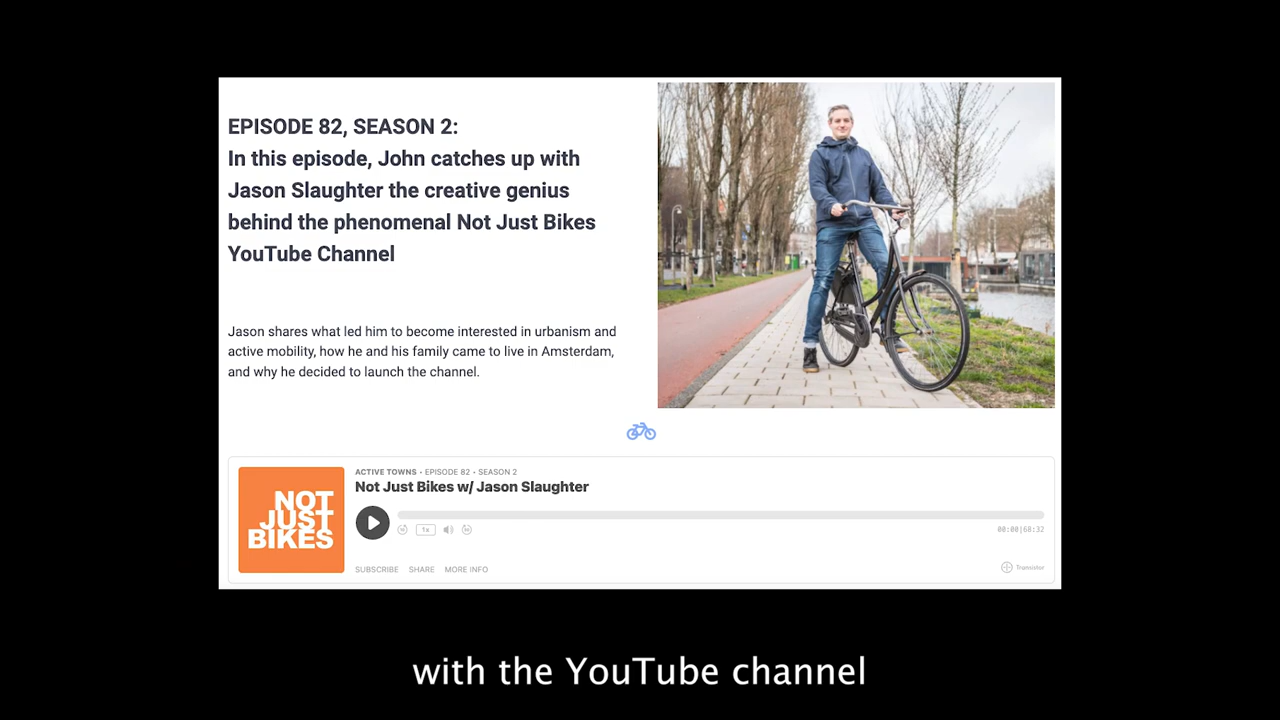 EPISODE 82, SEASON 2:
In this episode, John catches up with
Jason Slaughter the creative genius
behind the phenomenal Not Just Bikes
YouTube Channel
Jason shares what led him to become interested in urbanism and
active mobility, how he and his family came to live in Amsterdam,
and why he decided to launch the channel.
NOT
JUST
BIKES
ACTIVE TOWNS • EPISODE 82 • SEASON 2
Not Just Bikes w/ Jason Slaughter
1x
00:00|68:32
SUBSCRIBE SHARE MORE INFO
Transistor
with the YouTube channel